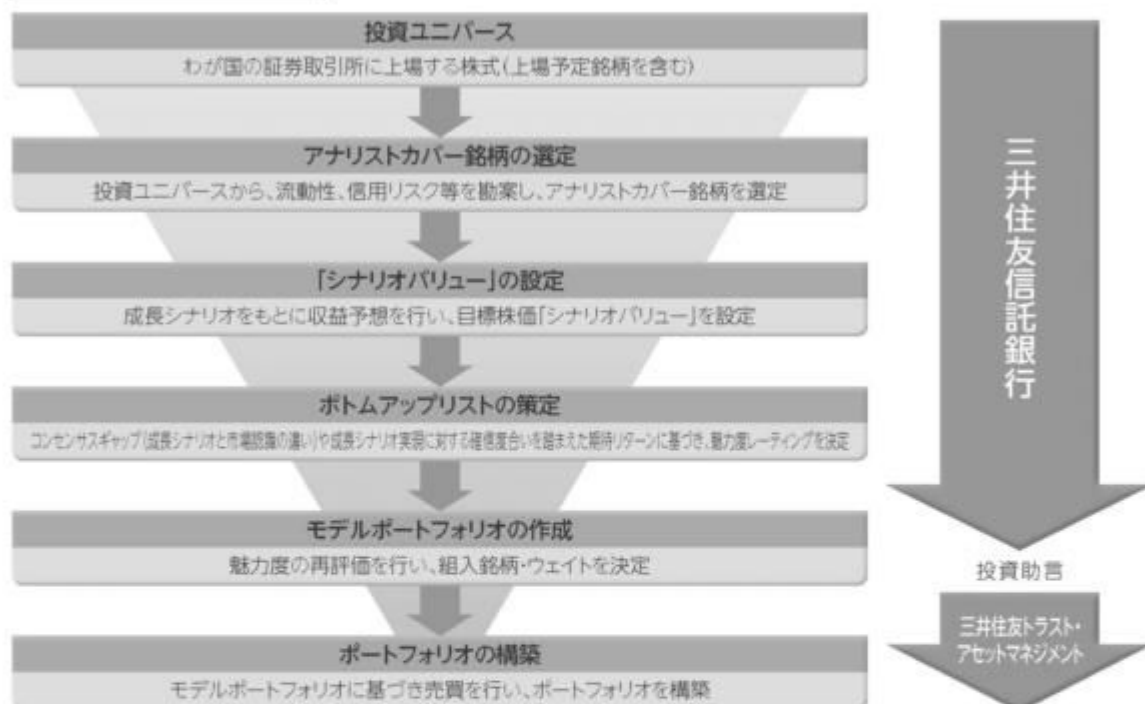 投資ユニバース
わが国の証券取引所に上場する株式(上場予定銘柄を含む)
アナリストカバー銘柄の選定
投資ユニバースから、流動性、信用リスク等を勘案し、アナリストカバー銘柄を選定
「シナリオバリュー」の設定
成長シナリオをもとに収益予想を行い、目標株価「シナリオバリュー」を設定
ボトムアップリストの策定
コンセンサスギャップ(成長シナリオと市場認識の違い)や成長シナリオ実現に対する確信度合いを踏まえた期待リターンに基づき、魅力度レーティングを決定
モデルポートフォリオの作成
魅力度の再評価を行い、組入銘柄・ウェイトを決定
ポートフォリオの構築
モデルポートフォリオに基づき売買を行い、ポートフォリオを構築
三井住友信託銀行
投資助言
三井住友トラスト・
アセットマネジメント